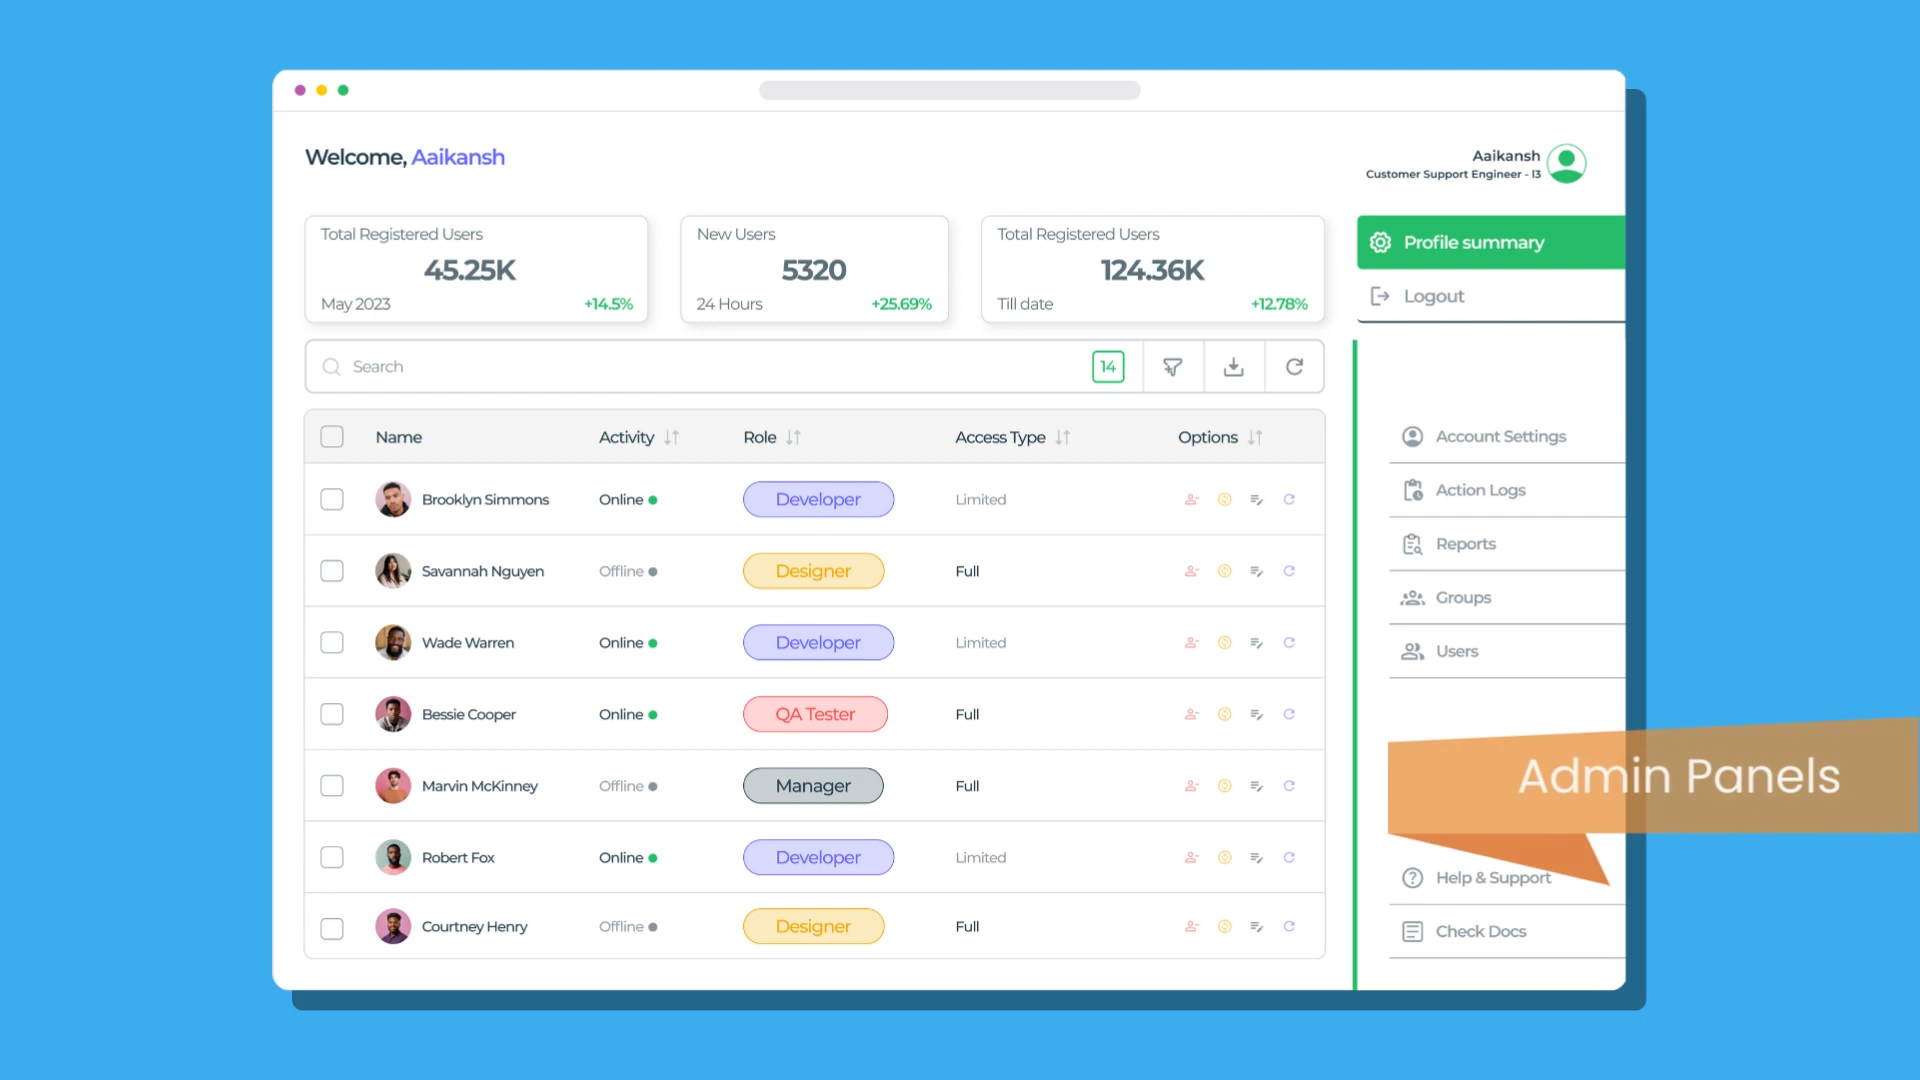 Welcome, Aaikansh
Aaikansh
Customer Support Engineer - l3
Total Registered Users
45.25K
May 2023 +14.5%
New Users
5320
24 Hours +25.69%
Total Registered Users
124.36K
Till date +12.78%
Profile summary
Logout
Search 14
Name Activity Role Access Type Options
Brooklyn Simmons Online Developer Limited
Savannah Nguyen Offline Designer Full
Wade Warren Online Developer Limited
Bessie Cooper Online QA Tester Full
Marvin McKinney Offline Manager Full
Robert Fox Online Developer Limited
Courtney Henry Offline Designer Full
Account Settings
Action Logs
Reports
Groups
Users
Admin Panels
Help & Support
Check Docs